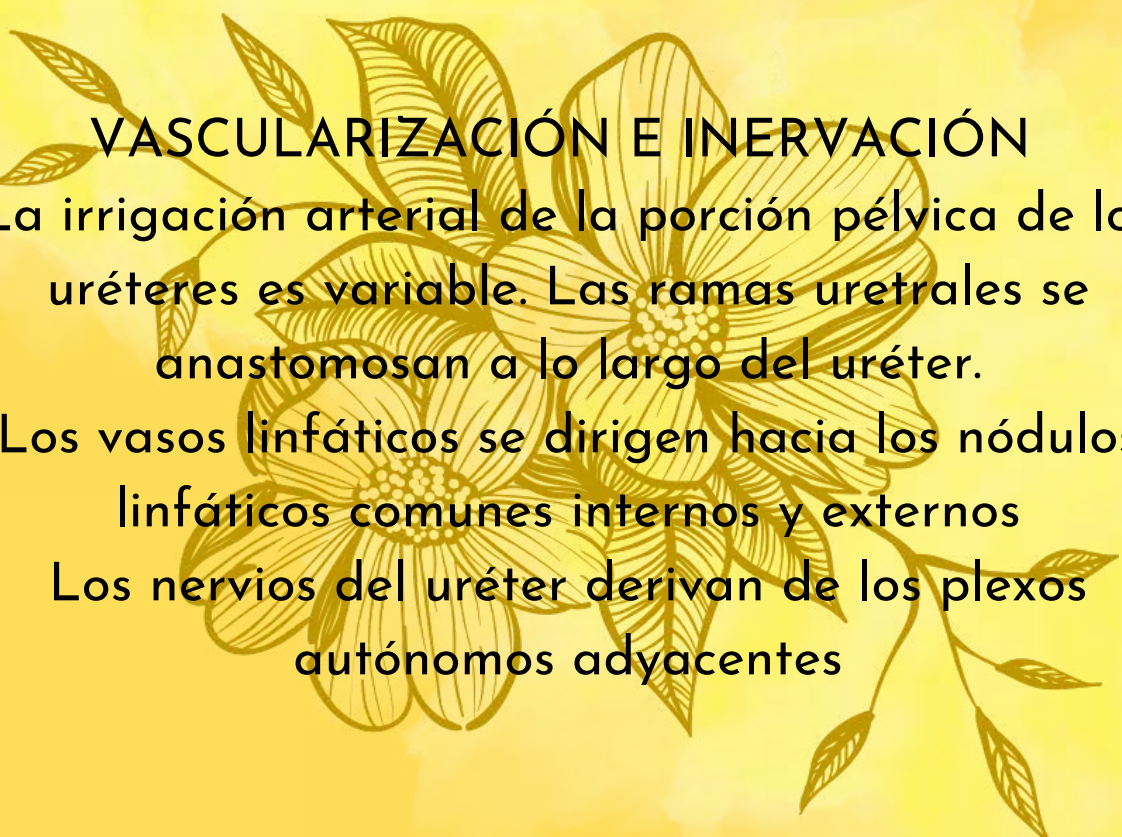 VASCULARIZACIÓN E INERVACIÓN
La irrigación arterial de la porción pélvica de lo
uréteres es variable. Las ramas uretrales se
anastomosan a lo largo del uréter.
Los vasos linfáticos se dirigen hacia los nódulos
linfáticos comunes internos y externos
Los nervios del uréter derivan de los plexos
autónomos adyacentes